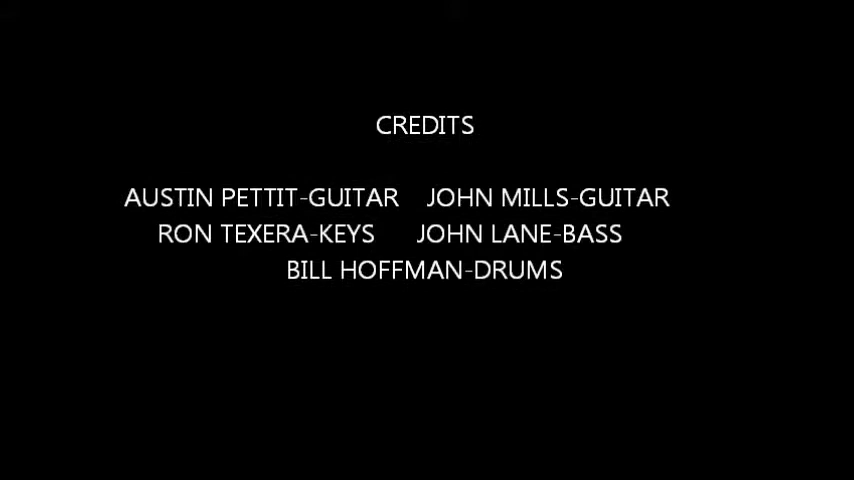 CREDITS
AUSTIN PETTIT-GUITAR JOHN MILLS-GUITAR
RON TEXERA-KEYS JOHN LANE-BASS
BILL HOFFMAN-DRUMS